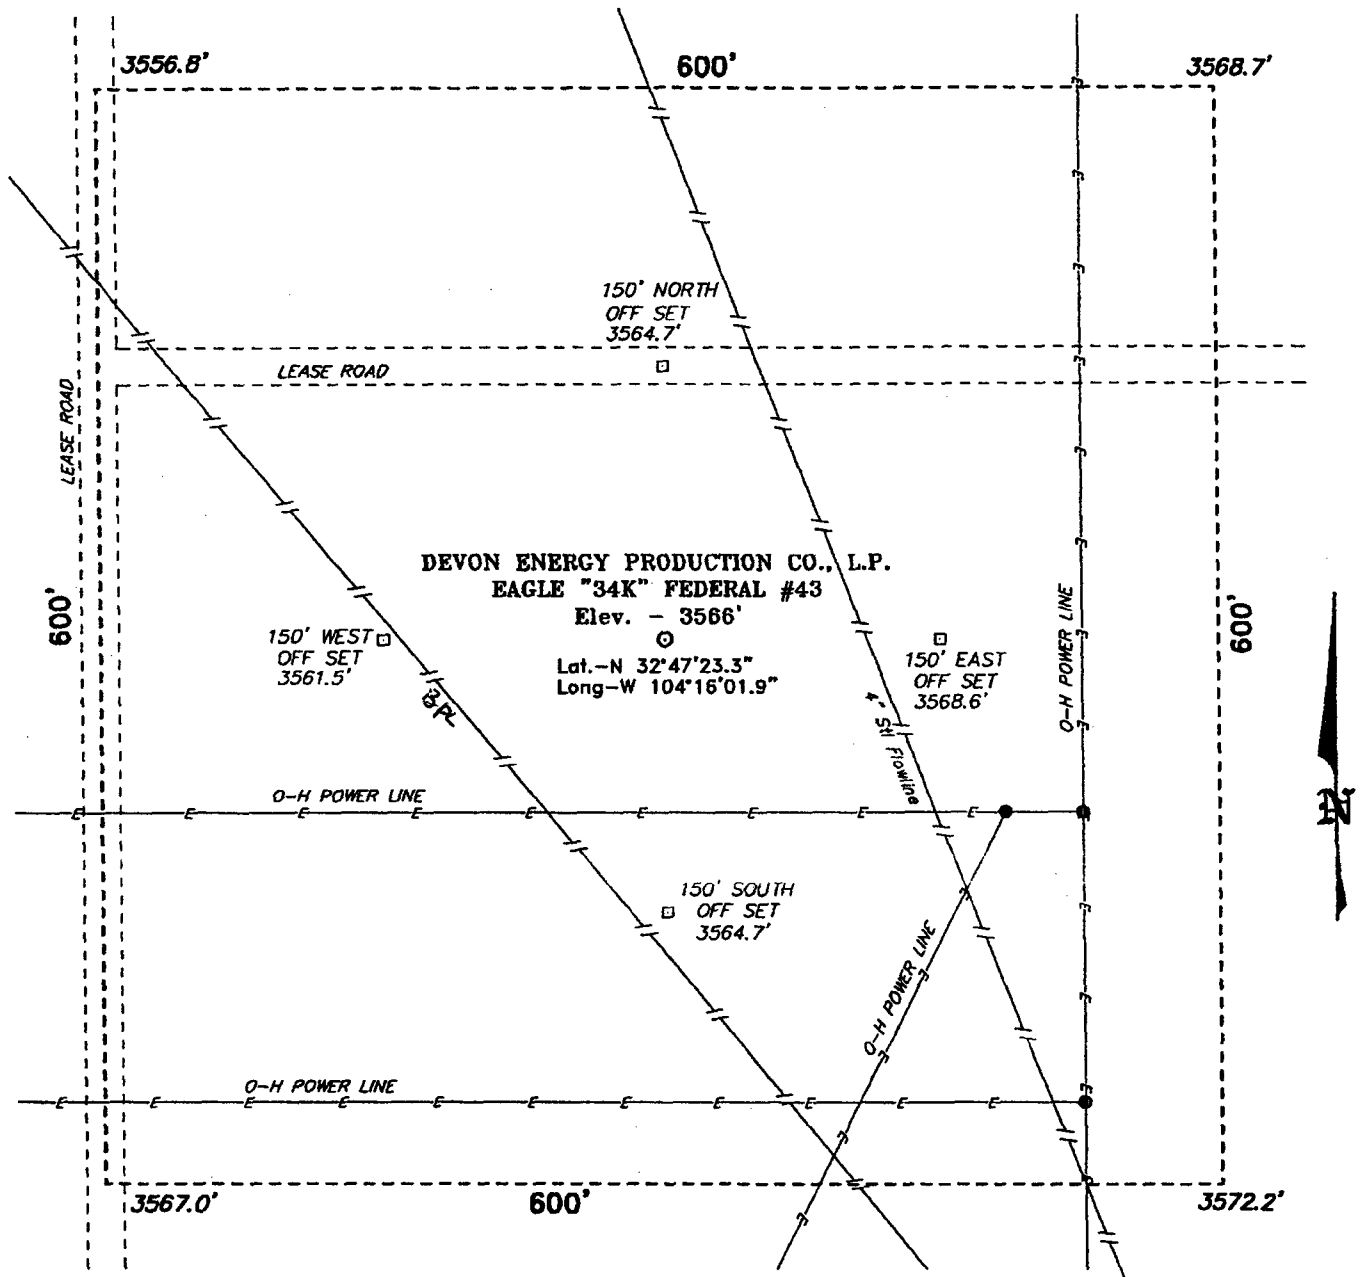 3556.8'
600'
3568.7'
150' NORTH
OFF SET
3564.7'
LEASE ROAD
LEASE ROAD
DEVON ENERGY PRODUCTION CO., L.P.
EAGLE "34K" FEDERAL #43
Elev. - 3566'
Lat.-N 32°47'23.3"
Long-W 104°16'01.9"
600'
150' WEST
OFF SET
3561.5'
150' EAST
OFF SET
3568.6'
O-H POWER LINE
600'
4" Stl Flowline
O-H POWER LINE
N
150' SOUTH
OFF SET
3564.7'
O-H POWER LINE
O-H POWER LINE
3567.0'
600'
3572.2'